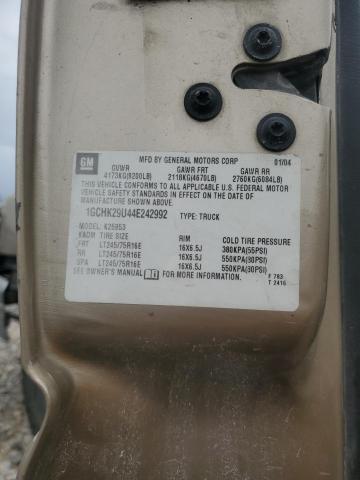 MFD BY GENERAL MOTORS CORP 01/04
GM
GVWR GAWR FRT GAWR RR
4173KG(9200LB) 2118KG(4670LB) 2760KG(6084LB)
THIS VEHICLE CONFORMS TO ALL APPLICABLE U.S. FEDERAL MOTOR
VEHICLE SAFETY STANDARDS IN EFFECT ON THE DATE OF
MANUFACTURE SHOWN ABOVE.
1GCHK29U44E242992 TYPE: TRUCK
MODEL: K25953
TIRE SIZE RIM COLD TIRE PRESSURE
FRT LT245/75R16E 16X6.5J 380KPA(55PSI)
RR LT245/75R16E 16X6.5J 550KPA(80PSI)
SPA LT245/75R16E 16X6.5J 550KPA(80PSI)
SEE OWNER'S MANUAL FOR MORE INFORMATION.
F 783
T 2416